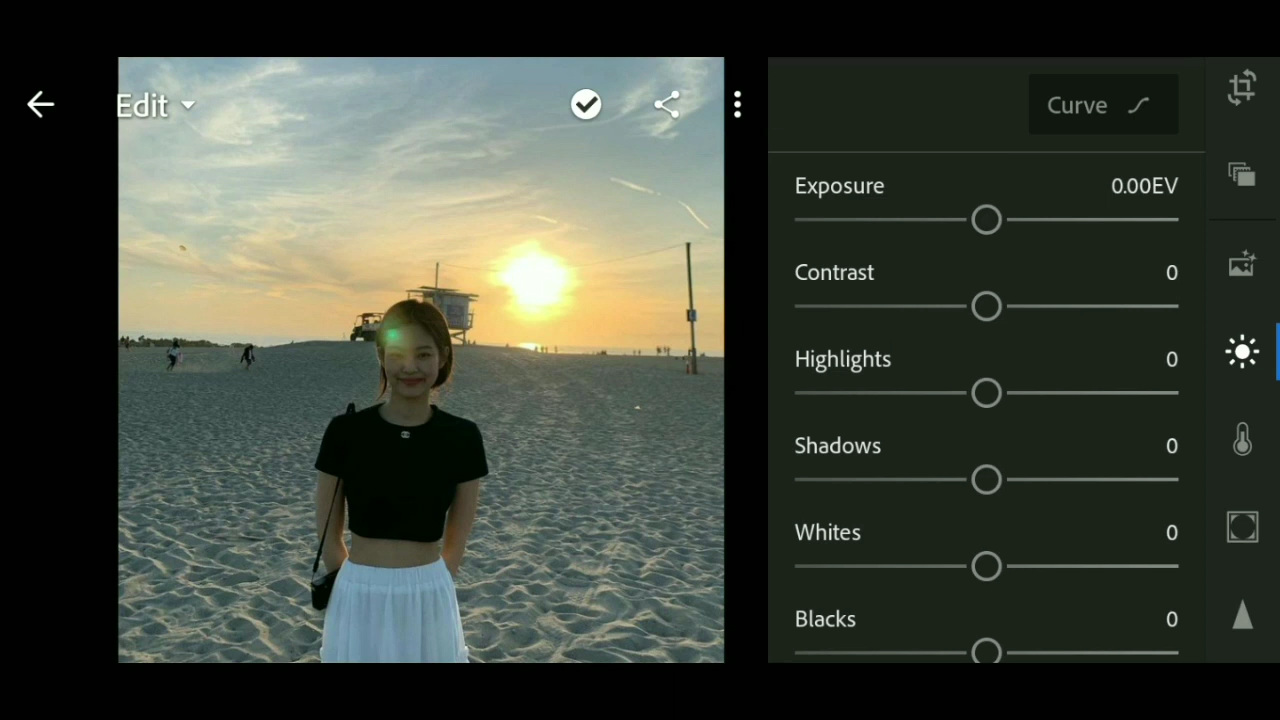 Edit
Curve
Exposure 0.00EV
Contrast 0
Highlights 0
Shadows 0
Whites 0
Blacks 0